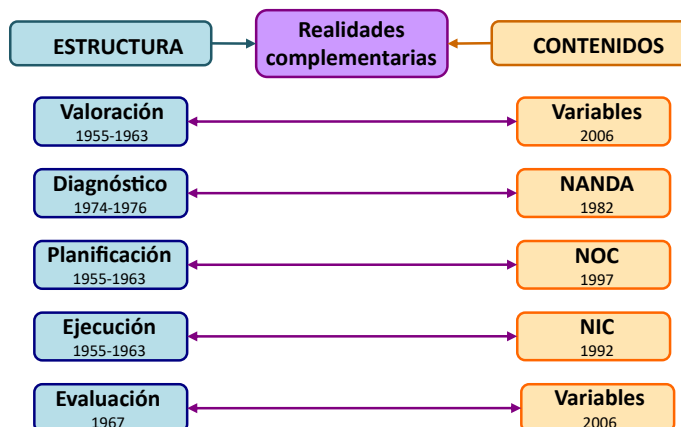 ESTRUCTURA
Realidades
complementarias
CONTENIDOS
Valoración
1955-1963
Variables
2006
Diagnóstico
1974-1976
NANDA
1982
Planificación
1955-1963
NOC
1997
Ejecución
1955-1963
NIC
1992
Evaluación
1967
Variables
2006